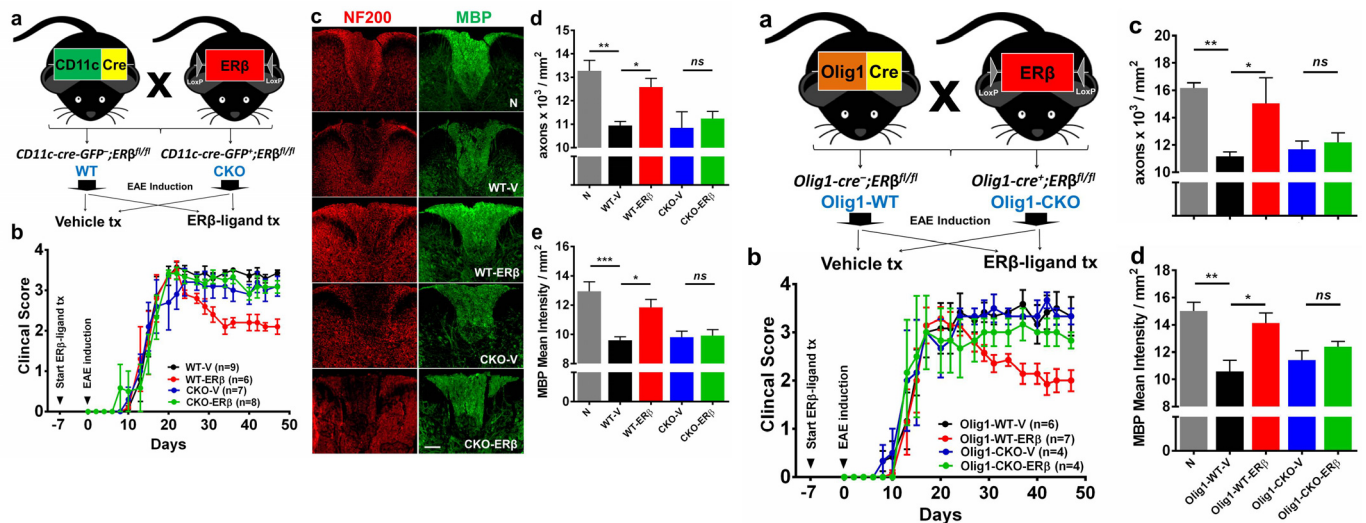 a
CD11c Cre
X
LoxP ERβ LoxP
CD11c-cre-GFP⁻;ERβfl/fl
CD11c-cre-GFP⁺;ERβfl/fl
WT
CKO
EAE Induction
Vehicle tx
ERβ-ligand tx
b
Clincal Score
4
3
2
1
0
Start ERβ-ligand tx
EAE Induction
WT-V (n=9)
WT-ERβ (n=6)
CKO-V (n=7)
CKO-ERβ (n=8)
-7 0 10 20 30 40 50
Days
c
NF200
MBP
N
WT-V
WT-ERβ
CKO-V
CKO-ERβ
d
axons x 10³ / mm²
15
14
13
12
11
10
** * ns
N
WT-V
WT-ERβ
CKO-V
CKO-ERβ
e
MBP Mean Intensity / mm²
16
14
12
10
8
*** * ns
N
WT-V
WT-ERβ
CKO-V
CKO-ERβ
a
Olig1 Cre
X
LoxP ERβ LoxP
Olig1-cre⁻;ERβfl/fl
Olig1-cre⁺;ERβfl/fl
Olig1-WT
Olig1-CKO
EAE Induction
Vehicle tx
ERβ-ligand tx
b
Clincal Score
4
3
2
1
0
Start ERβ-ligand tx
EAE induction
Olig1-WT-V (n=6)
Olig1-WT-ERβ (n=7)
Olig1-CKO-V (n=4)
Olig1-CKO-ERβ (n=4)
-7 0 10 20 30 40 50
Days
c
axons x 10³ / mm²
20
18
16
14
12
10
** * ns
d
MBP Mean Intensity / mm²
18
16
14
12
10
8
** * ns
N
Olig1-WT-V
Olig1-WT-ERβ
Olig1-CKO-V
Olig1-CKO-ERβ